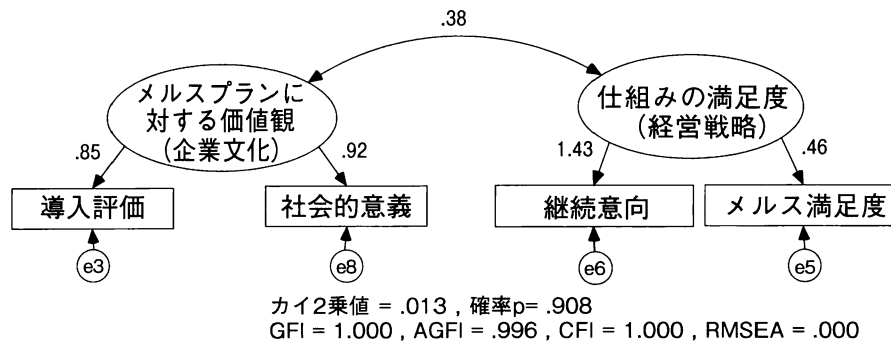 .38
メルスプランに
対する価値観
(企業文化)
仕組みの満足度
(経営戦略)
.85
.92
1.43
.46
導入評価
社会的意義
継続意向
メルス満足度
e3
e8
e6
e5
カイ2乗値 = .013 , 確率p= .908
GFI = 1.000 , AGFI = .996 , CFI = 1.000 , RMSEA = .000